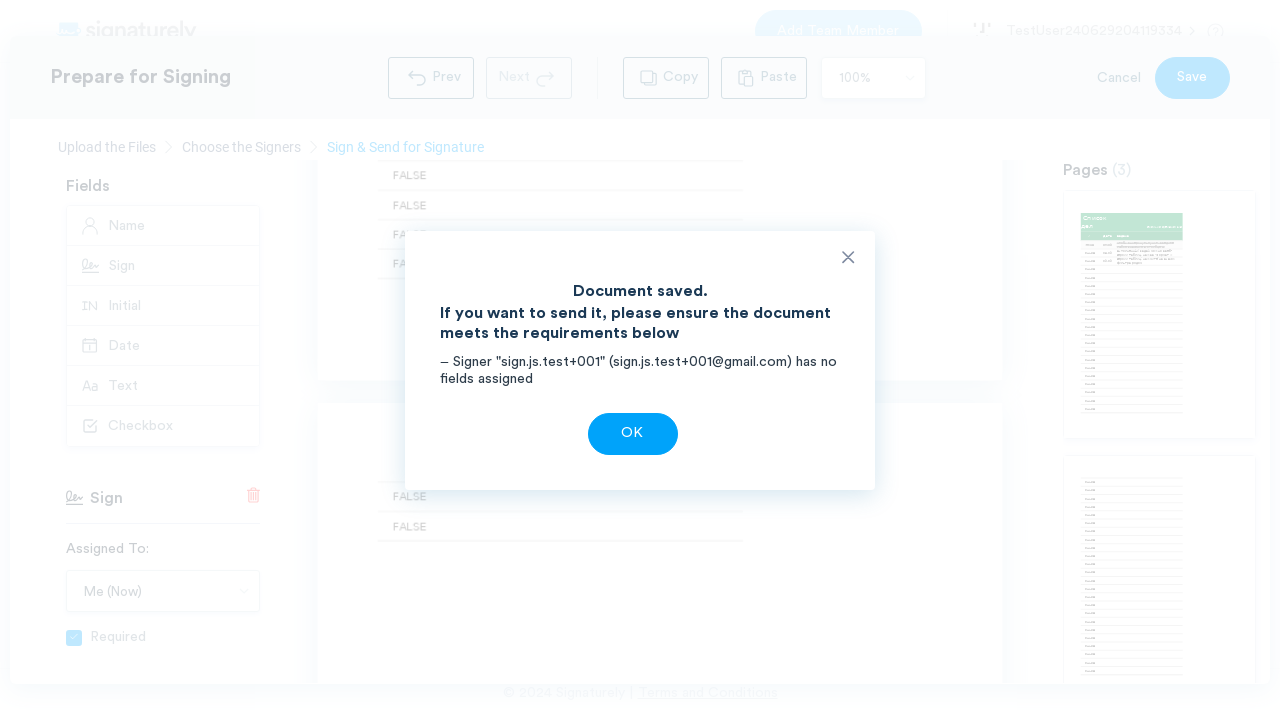 signaturely
Add Team Member
TestUser240629204119334
Prepare for Signing
Prev
Next
Copy
Paste
100%
Cancel
Save
Upload the Files
Choose the Signers
Sign & Send for Signature
Fields
Name
Sign
Initial
Date
Text
Checkbox
Sign
Assigned To:
Me (Now)
Required
FALSE
FALSE
FALSE
Document saved.
If you want to send it, please ensure the document
meets the requirements below
– Signer "sign.js.test+001" (sign.js.test+001@gmail.com) has no
fields assigned
OK
FALSE
FALSE
Pages (3)
© 2024 Signaturely | Terms and Conditions